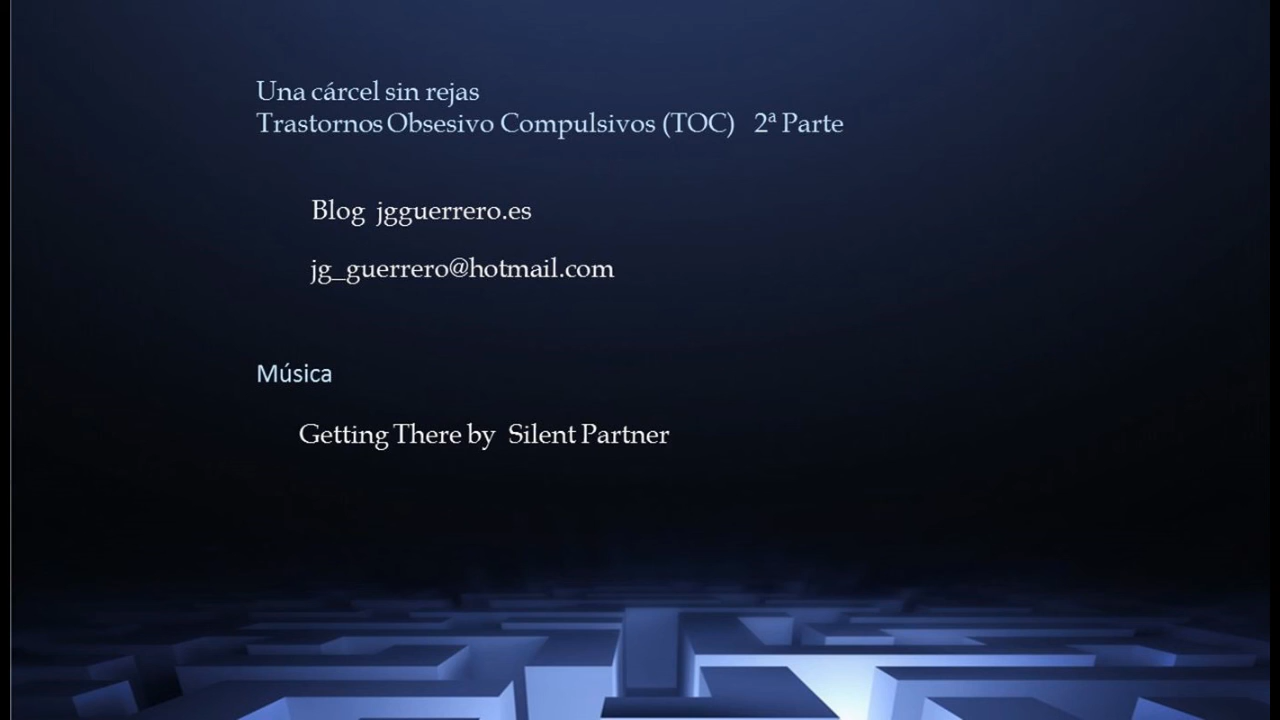 Una cárcel sin rejas
Trastornos Obsesivo Compulsivos (TOC) 2ª Parte
Blog jgguerrero.es
jg_guerrero@hotmail.com
Música
Getting There by Silent Partner